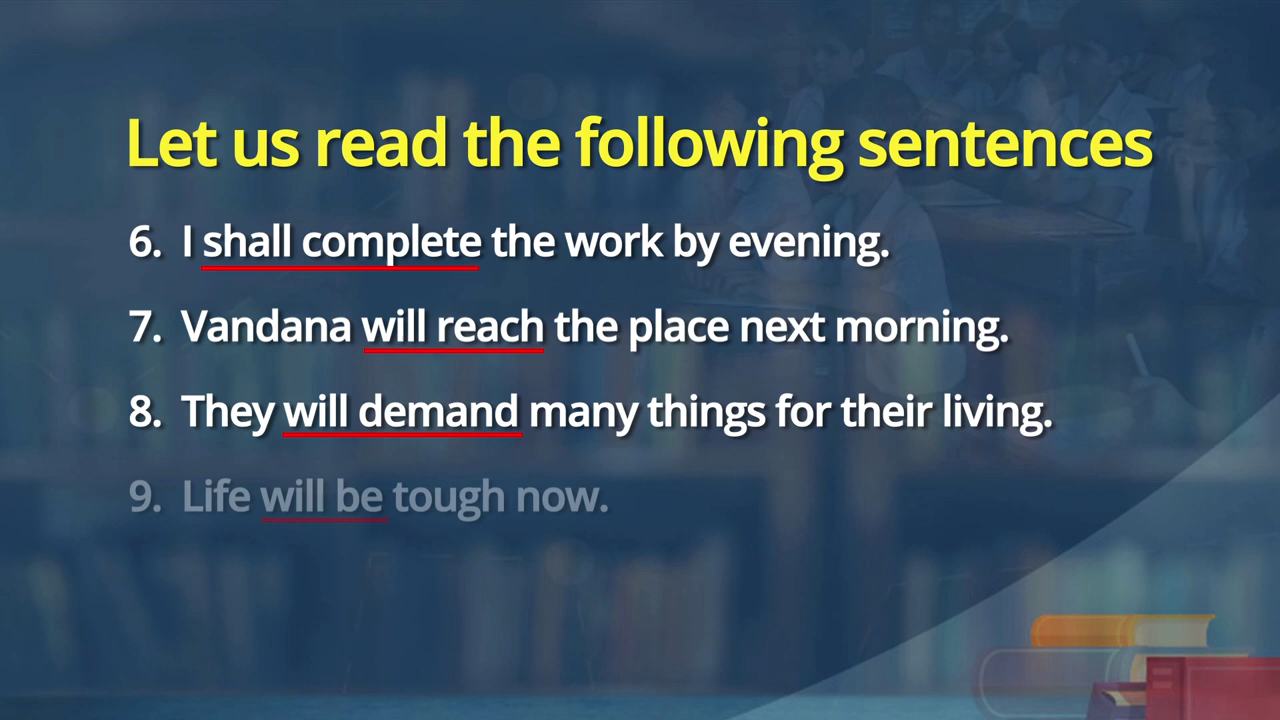 Let us read the following sentences
6. I shall complete the work by evening.
7. Vandana will reach the place next morning.
8. They will demand many things for their living.
9. Life will be tough now.